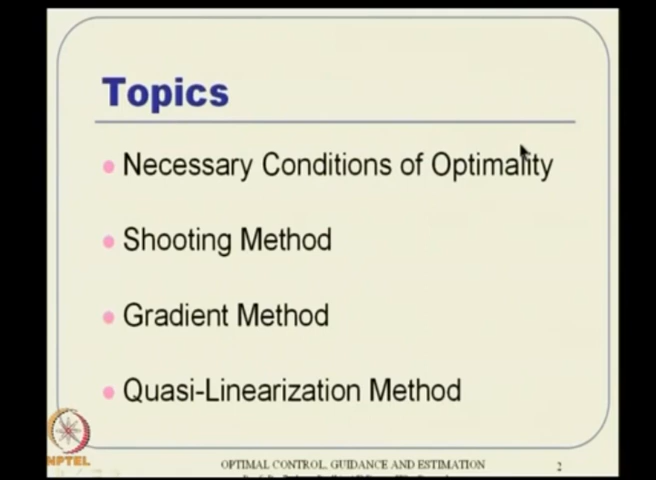 Topics
Necessary Conditions of Optimality
Shooting Method
Gradient Method
Quasi-Linearization Method
NPTEL
OPTIMAL CONTROL, GUIDANCE AND ESTIMATION
2